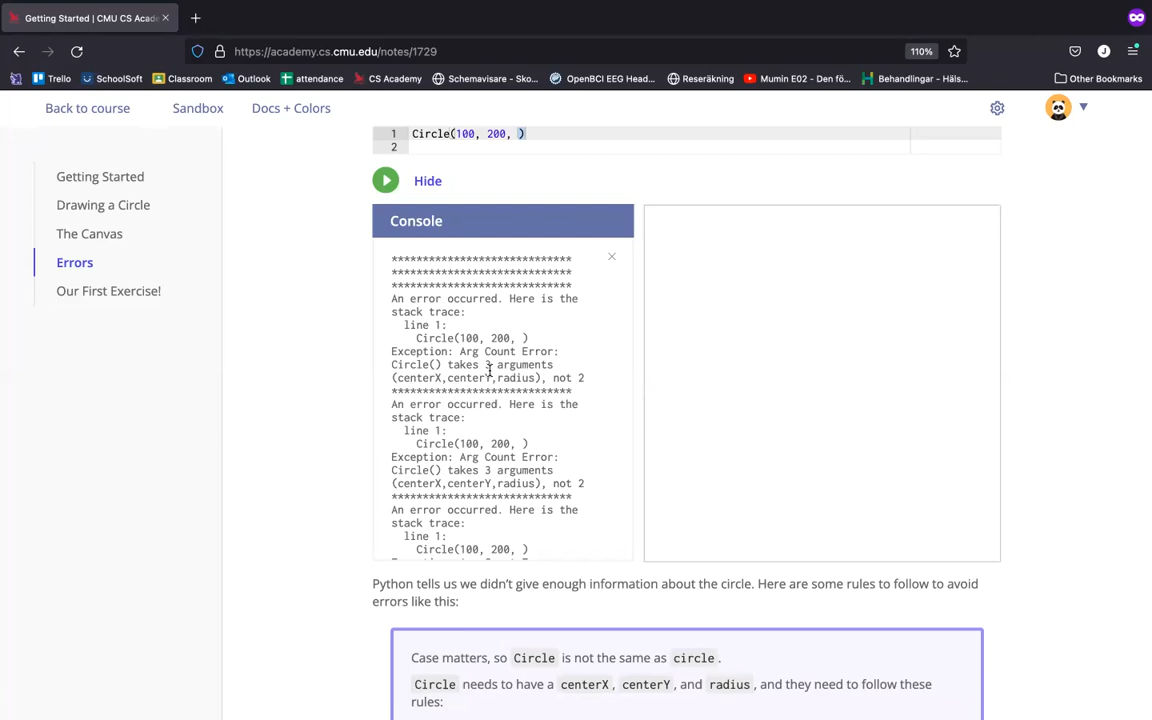 Getting Started | CMU CS Acade
https://academy.cs.cmu.edu/notes/1729
110%
J
Trello
SchoolSoft
Classroom
Outlook
attendance
CS Academy
Schemavisare - Sko...
OpenBCI EEG Head...
Reseräkning
Mumin E02 - Den fö...
Behandlingar - Häls...
Other Bookmarks
Back to course
Sandbox
Docs + Colors
Getting Started
Drawing a Circle
The Canvas
Errors
Our First Exercise!
1 Circle(100, 200, )
2
Hide
Console
*****************************
*****************************
*****************************
An error occurred. Here is the
stack trace:
line 1:
Circle(100, 200, )
Exception: Arg Count Error:
Circle() takes 3 arguments
(centerX,centerY,radius), not 2
*****************************
An error occurred. Here is the
stack trace:
line 1:
Circle(100, 200, )
Exception: Arg Count Error:
Circle() takes 3 arguments
(centerX,centerY,radius), not 2
*****************************
An error occurred. Here is the
stack trace:
line 1:
Circle(100, 200, )
Python tells us we didn't give enough information about the circle. Here are some rules to follow to avoid
errors like this:
Case matters, so Circle is not the same as circle.
Circle needs to have a centerX, centerY, and radius, and they need to follow these
rules: